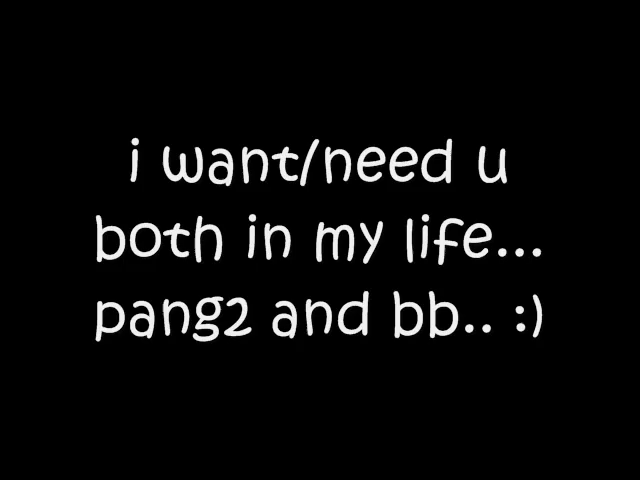 i want/need u
both in my life...
pang2 and bb.. :)